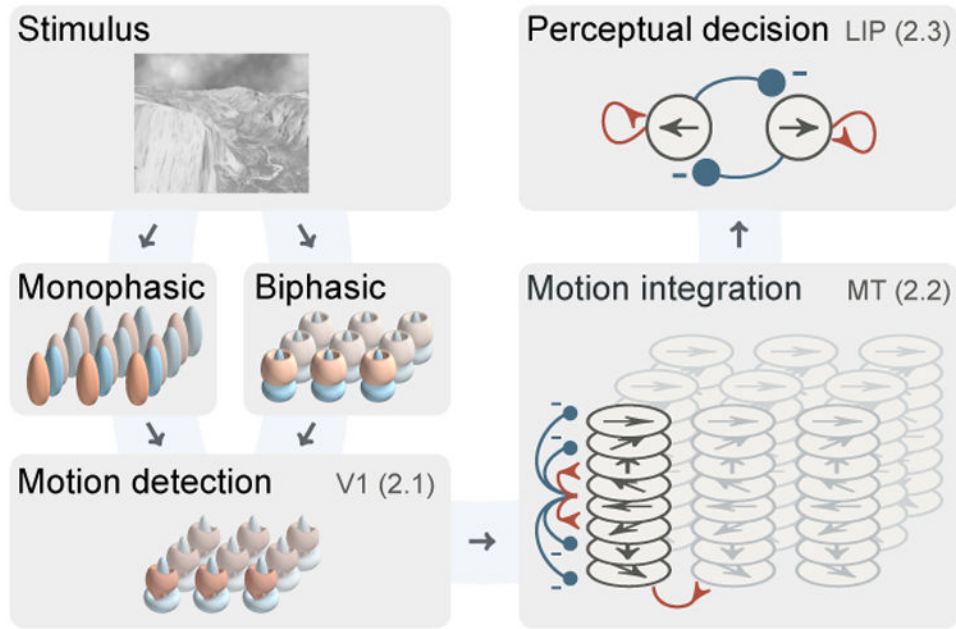 Stimulus
Monophasic
Biphasic
Motion detection V1 (2.1)
Perceptual decision LIP (2.3)
-
-
Motion integration MT (2.2)
-
-
-
-